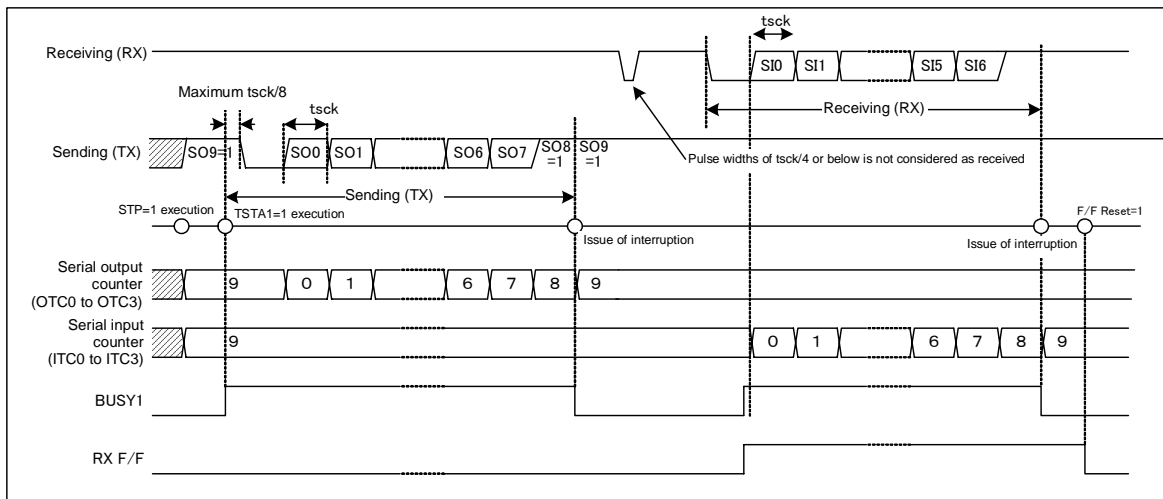 tsck
Receiving (RX)
SI0 SI1 SI5 SI6
Maximum tsck/8
tsck
Receiving (RX)
Sending (TX)
SO9=1 SO0 SO1 SO6 SO7 SO8 =1 SO9 =1
Pulse widths of tsck/4 or below is not considered as received
Sending (TX)
STP=1 execution
TSTA1=1 execution
F/F Reset=1
Issue of interruption
Issue of interruption
Serial output
counter
(OTC0 to OTC3)
9 0 1 6 7 8 9
Serial input
counter
(ITC0 to ITC3)
9 0 1 6 7 8 9
BUSY1
RX F/F